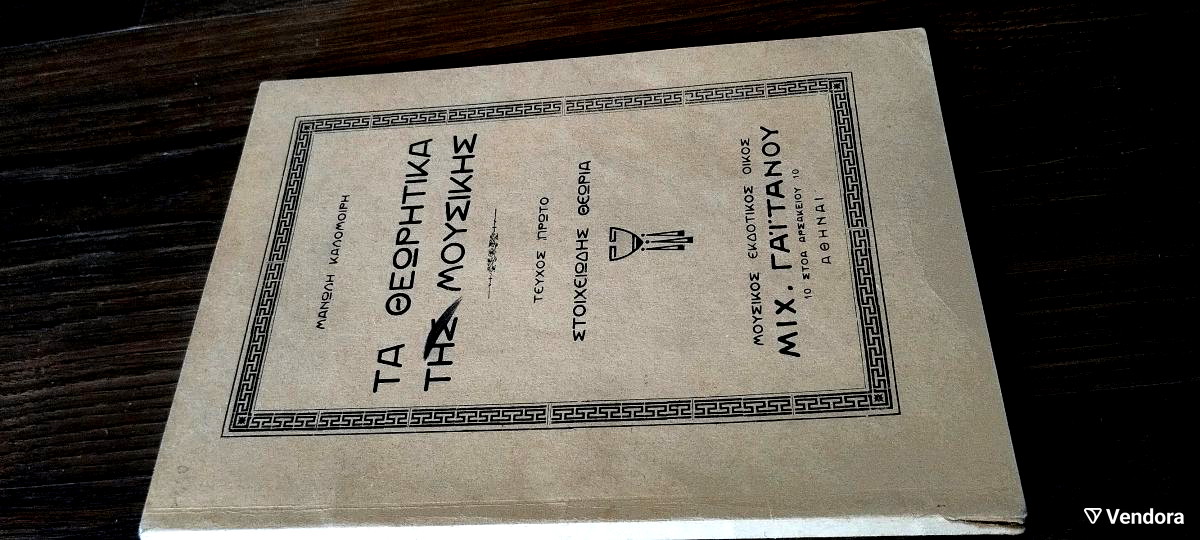 ΜΑΝΩΛΗ ΚΑΛΟΜΟΙΡΗ
ΤΑ ΘΕΩΡΗΤΙΚΑ
ΤΗΣ ΜΟΥΣΙΚΗΣ
ΤΕΥΧΟΣ ΠΡΩΤΟ
ΣΤΟΙΧΕΙΩΔΗΣ ΘΕΩΡΙΑ
ΜΟΥΣΙΚΟΣ ΕΚΔΟΤΙΚΟΣ ΟΙΚΟΣ
ΜΙΧ. ΓΑΪΤΑΝΟΥ
10 ΣΤΟΑ ΑΡΣΑΚΕΙΟΥ 10
ΑΘΗΝΑΙ
Vendora